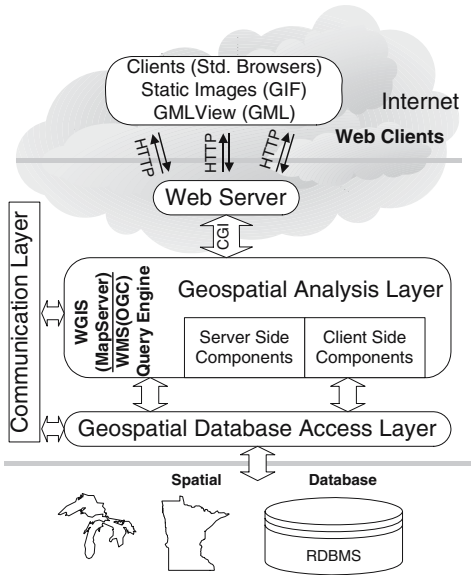 Clients (Std. Browsers)
Static Images (GIF)
GMLView (GML)
Internet
Web Clients
HTTP
HTTP
HTTP
Web Server
CGI
Communication Layer
WGIS
(MapServer)
WMS(OGC)
Query Engine
Geospatial Analysis Layer
Server Side
Components
Client Side
Components
Geospatial Database Access Layer
Spatial
Database
RDBMS